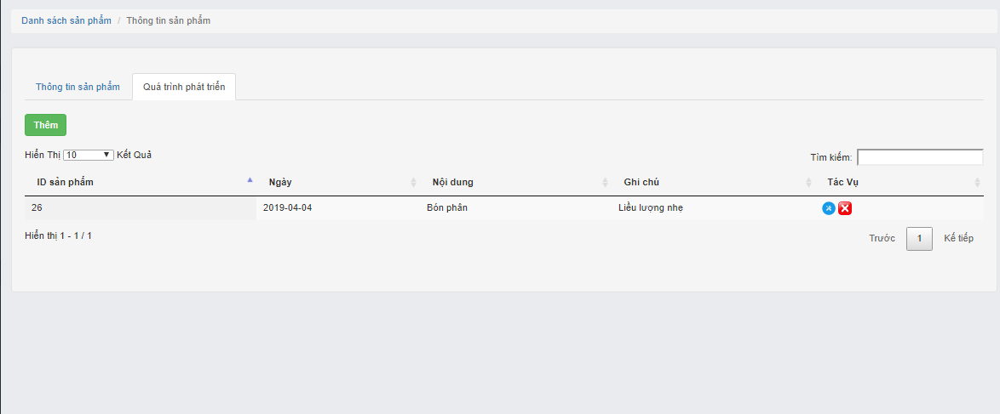 Danh sách sản phẩm / Thông tin sản phẩm
Thông tin sản phẩm Quá trình phát triển
Thêm
Hiển Thị 10 Kết Quả Tìm kiếm:
ID sản phẩm Ngày Nội dung Ghi chú Tác Vụ
26 2019-04-04 Bón phân Liều lượng nhẹ
Hiển thị 1 - 1 / 1 Trước 1 Kế tiếp